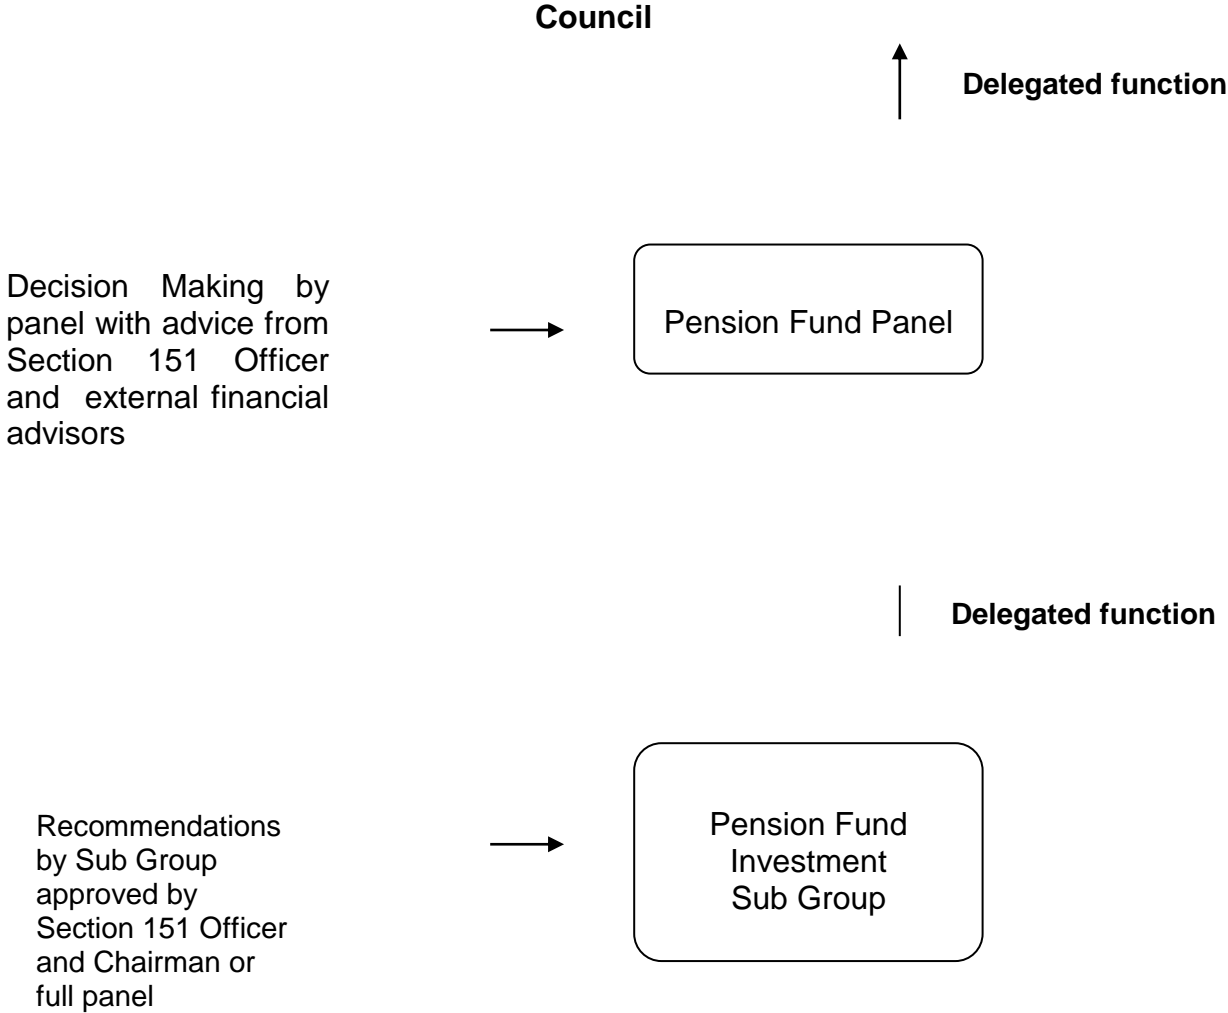 Council
Delegated function
Decision Making by
panel with advice from
Section 151 Officer
and external financial
advisors
Pension Fund Panel
Delegated function
Recommendations
by Sub Group
approved by
Section 151 Officer
and Chairman or
full panel
Pension Fund
Investment
Sub Group